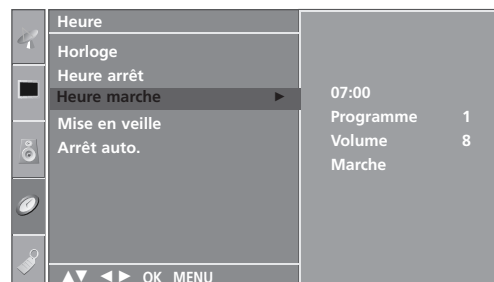 Heure
Horloge
Heure arrêt
Heure marche ►
Mise en veille
Arrêt auto.
07:00
Programme 1
Volume 8
Marche
▲▼ ◄► OK MENU